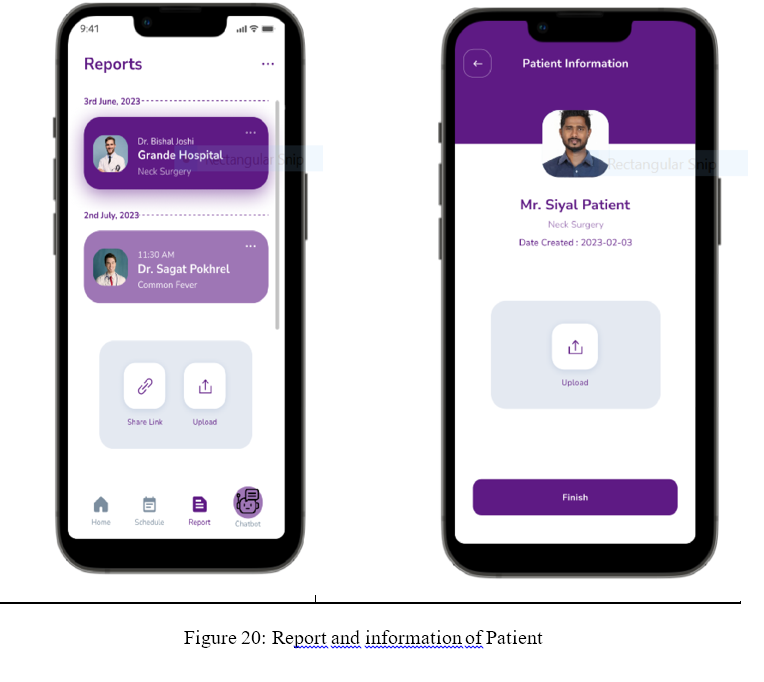 9:41
Reports
...
3rd June, 2023
...
Dr. Bishal Joshi
Grande Hospital
Neck Surgery
Rectangular Snip
2nd July, 2023
...
11:30 AM
Dr. Sagat Pokhrel
Common Fever
Share Link
Upload
Home
Schedule
Report
Chatbot
Patient Information
Rectangular Snip
Mr. Siyal Patient
Neck Surgery
Date Created : 2023-02-03
Upload
Finish
Figure 20: Report and information of Patient